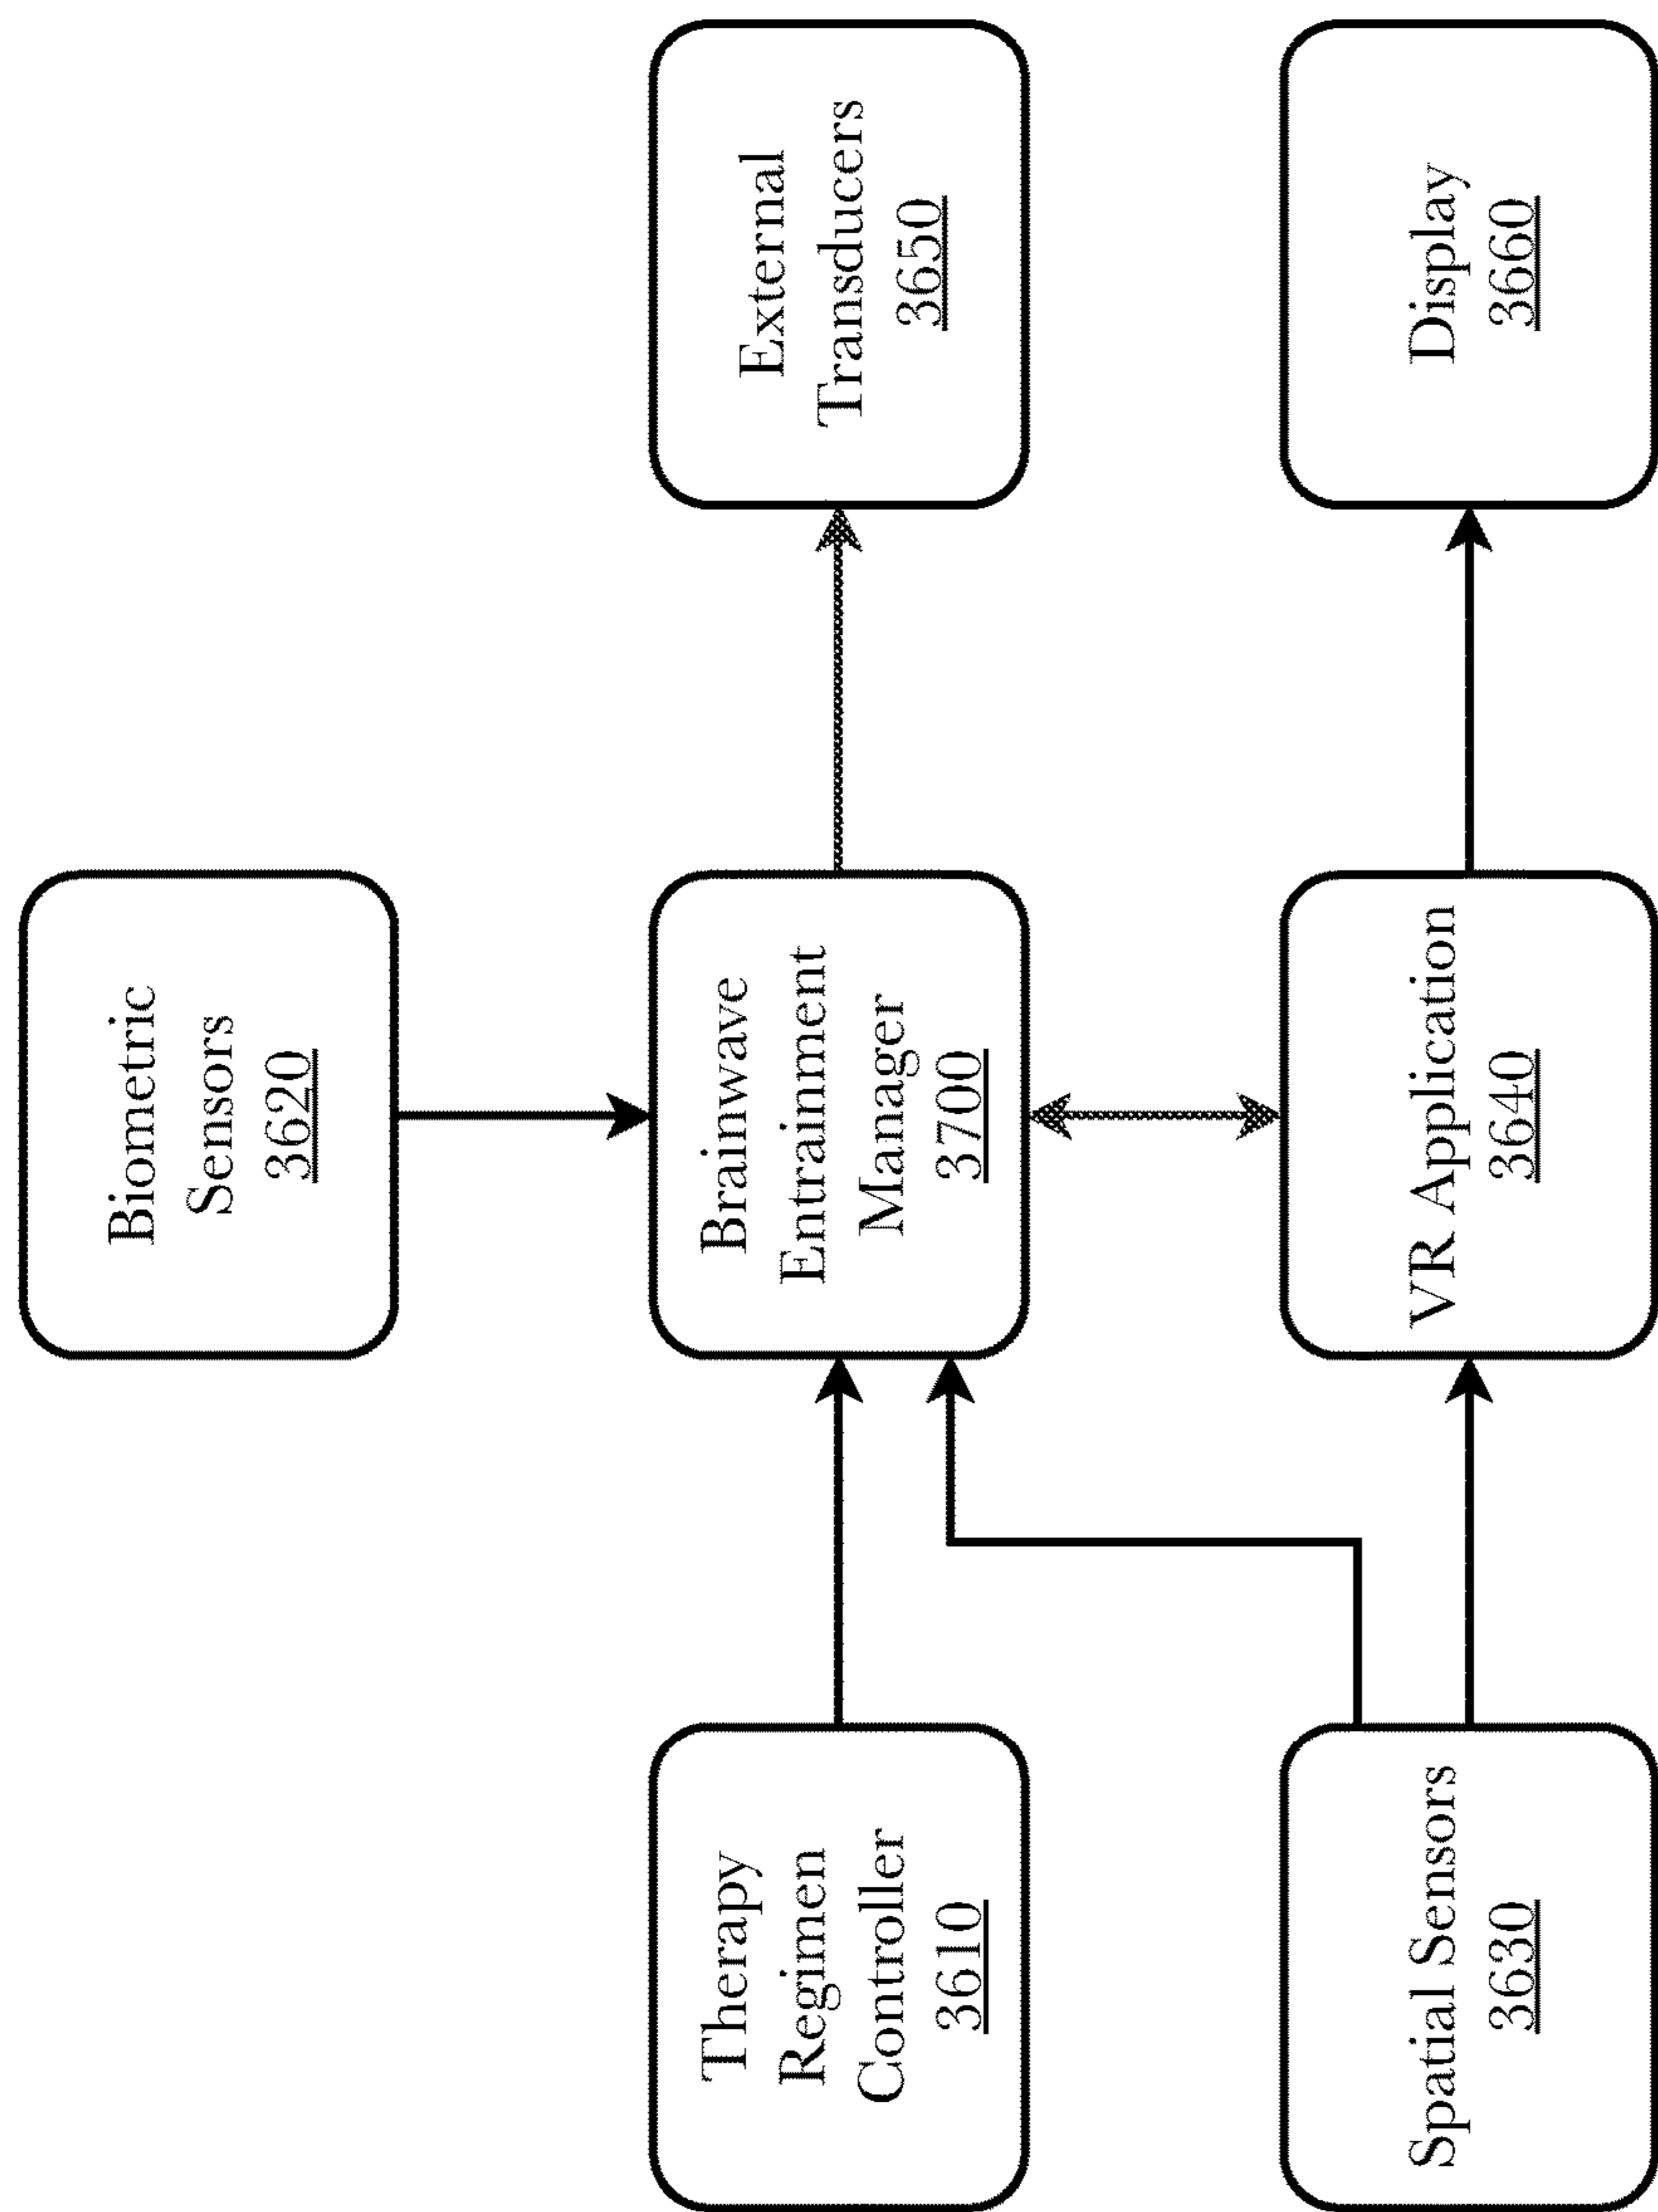 Biometric
Sensors
3620
Therapy
Regimen
Controller
3610
Brainwave
Entrainment
Manager
3700
External
Transducers
3650
Spatial Sensors
3630
VR Application
3640
Display
3660